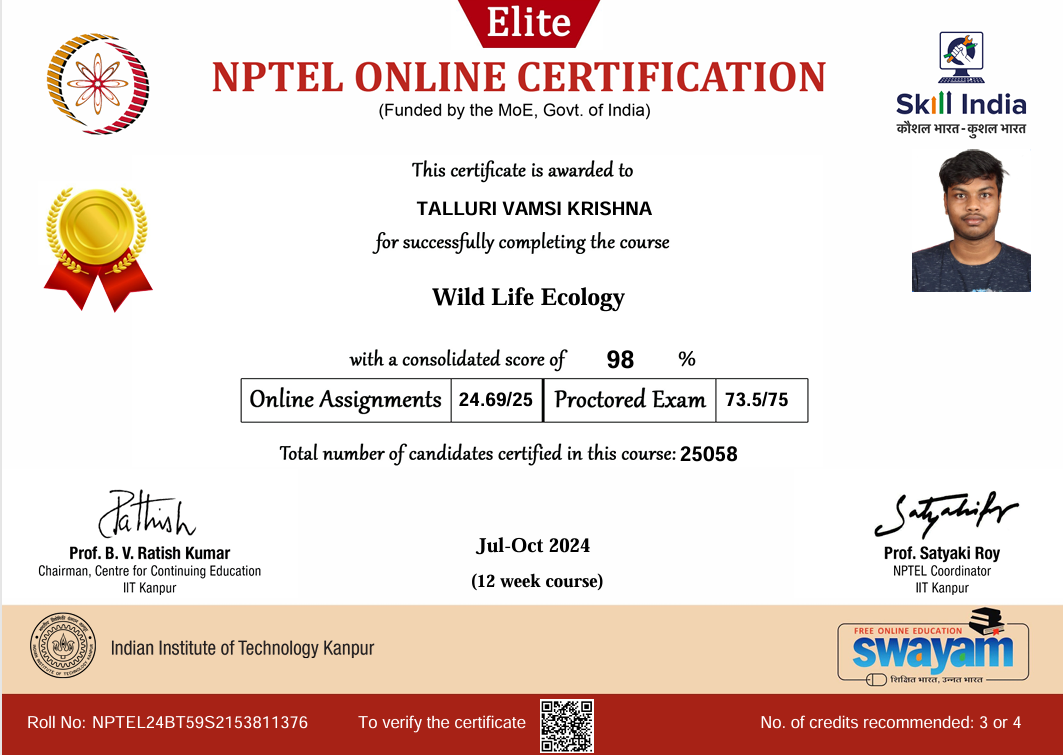 Elite
NPTEL ONLINE CERTIFICATION
(Funded by the MoE, Govt. of India)
Skill India
कौशल भारत - कुशल भारत
This certificate is awarded to
TALLURI VAMSI KRISHNA
for successfully completing the course
Wild Life Ecology
with a consolidated score of 98 %
Online Assignments 24.69/25 Proctored Exam 73.5/75
Total number of candidates certified in this course: 25058
Prof. B. V. Ratish Kumar
Chairman, Centre for Continuing Education
IIT Kanpur
Jul-Oct 2024
(12 week course)
Prof. Satyaki Roy
NPTEL Coordinator
IIT Kanpur
Indian Institute of Technology Kanpur
FREE ONLINE EDUCATION
swayam
शिक्षित भारत, उन्नत भारत
Roll No: NPTEL24BT59S2153811376
To verify the certificate
No. of credits recommended: 3 or 4